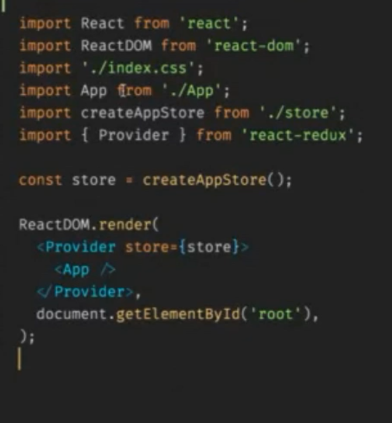 import React from 'react';
import ReactDOM from 'react-dom';
import './index.css';
import App from './App';
import createAppStore from './store';
import { Provider } from 'react-redux';
const store = createAppStore();
ReactDOM.render(
<Provider store={store}>
<App />
</Provider>,
document.getElementById('root'),
);